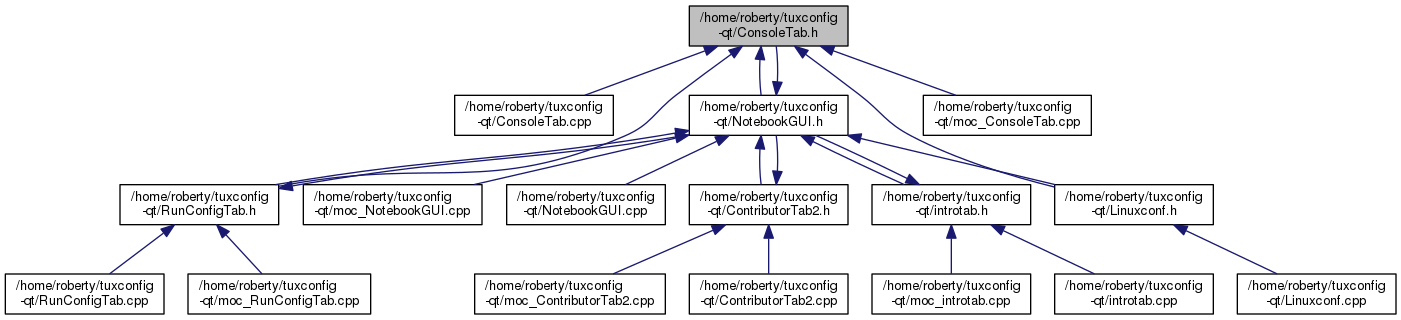 /home/roberty/tuxconfig
-qt/ConsoleTab.h
/home/roberty/tuxconfig
-qt/ConsoleTab.cpp
/home/roberty/tuxconfig
-qt/NotebookGUI.h
/home/roberty/tuxconfig
-qt/moc_ConsoleTab.cpp
/home/roberty/tuxconfig
-qt/RunConfigTab.h
/home/roberty/tuxconfig
-qt/moc_NotebookGUI.cpp
/home/roberty/tuxconfig
-qt/NotebookGUI.cpp
/home/roberty/tuxconfig
-qt/ContributorTab2.h
/home/roberty/tuxconfig
-qt/introtab.h
/home/roberty/tuxconfig
-qt/Linuxconf.h
/home/roberty/tuxconfig
-qt/RunConfigTab.cpp
/home/roberty/tuxconfig
-qt/moc_RunConfigTab.cpp
/home/roberty/tuxconfig
-qt/moc_ContributorTab2.cpp
/home/roberty/tuxconfig
-qt/ContributorTab2.cpp
/home/roberty/tuxconfig
-qt/moc_introtab.cpp
/home/roberty/tuxconfig
-qt/introtab.cpp
/home/roberty/tuxconfig
-qt/Linuxconf.cpp